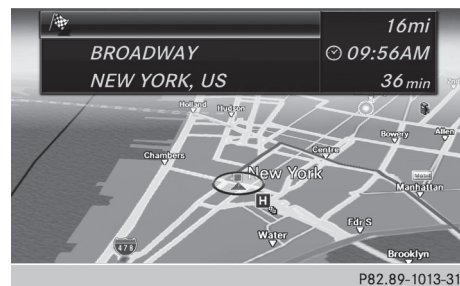 16mi
BROADWAY
09:56AM
NEW YORK, US
36 min
Holland
Hudson
2nd
Bowery
Allen
Chambers
Centre
New York
Manhattan
H
Fdr S
Water
478
Brooklyn
P82.89-1013-31